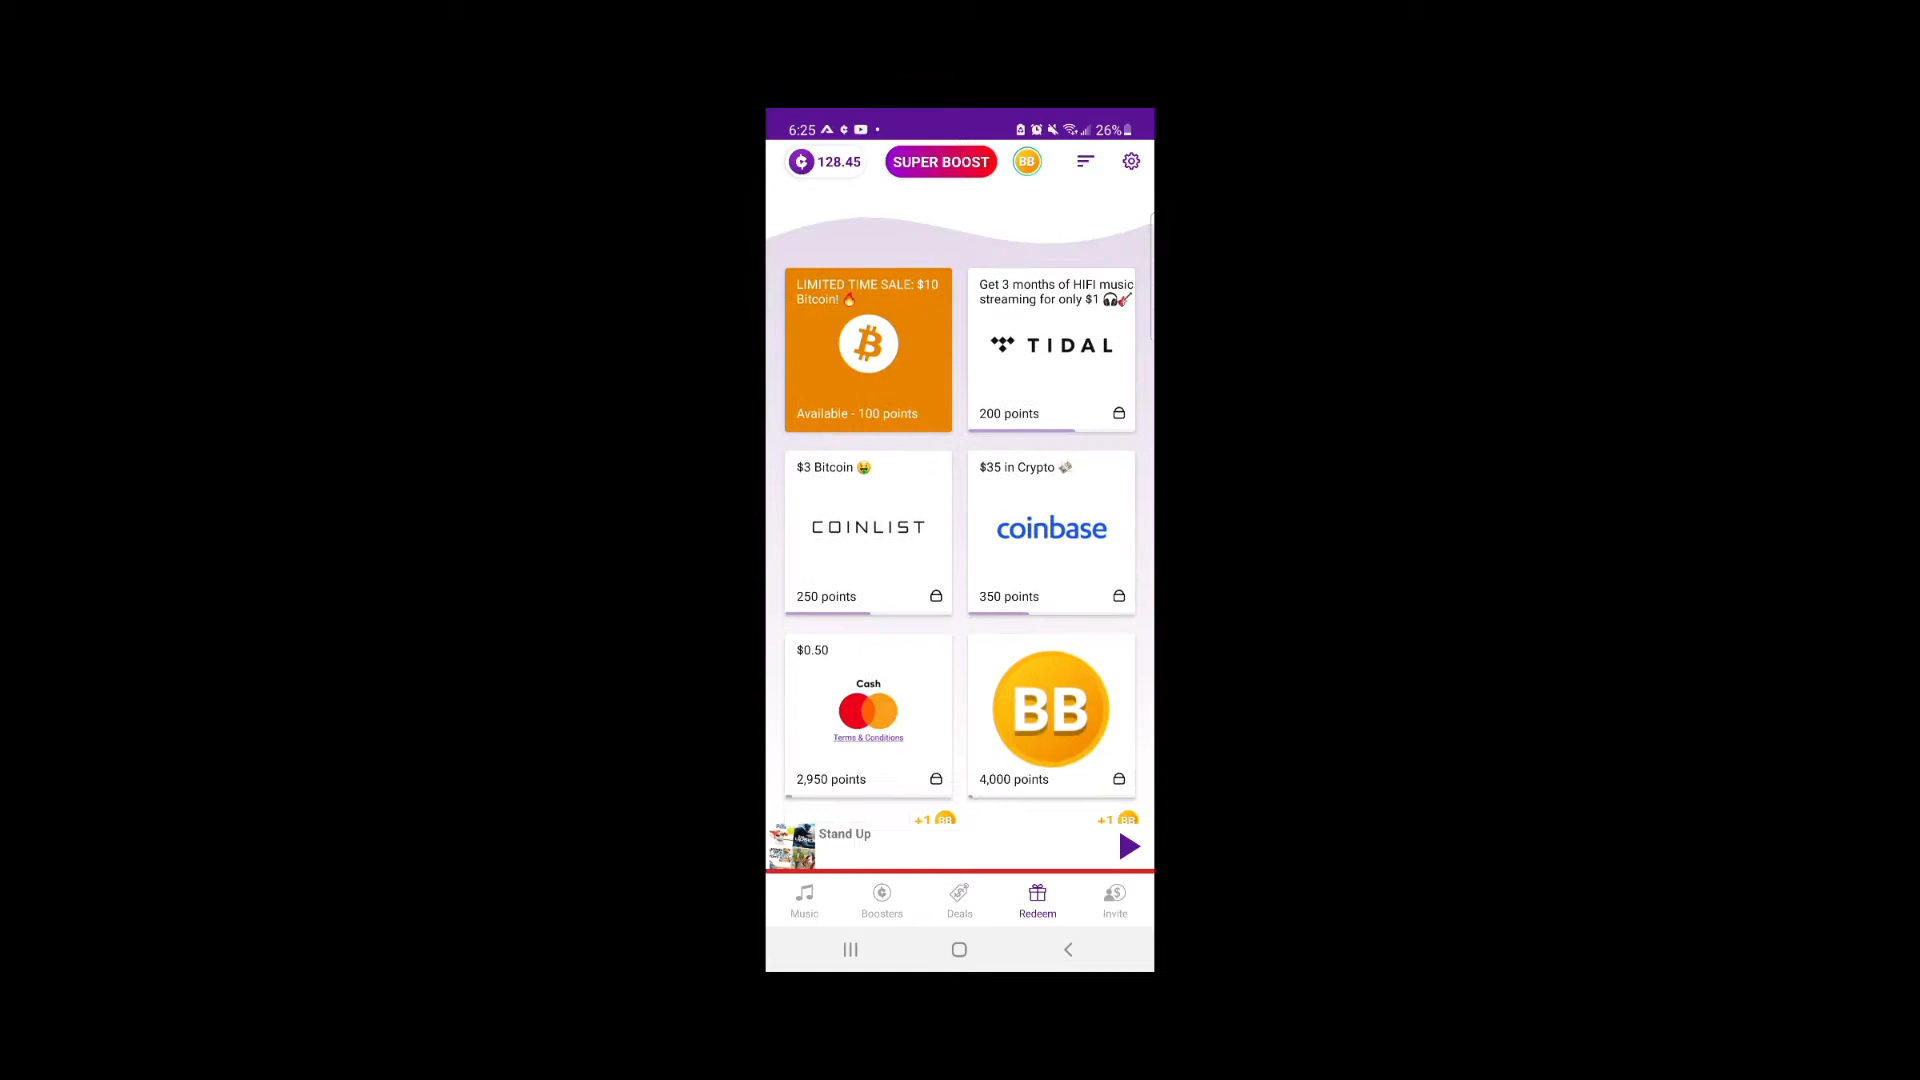 6:25
26%
128.45
SUPER BOOST
BB
LIMITED TIME SALE: $10
Bitcoin! 🔥
Available - 100 points
Get 3 months of HIFI music
streaming for only $1 🎧🎸
TIDAL
200 points
$3 Bitcoin 🤑
COINLIST
250 points
$35 in Crypto 💸
coinbase
350 points
$0.50
Cash
Terms & Conditions
2,950 points
BB
4,000 points
+1 BB
+1 BB
Stand Up
Music
Boosters
Deals
Redeem
Invite